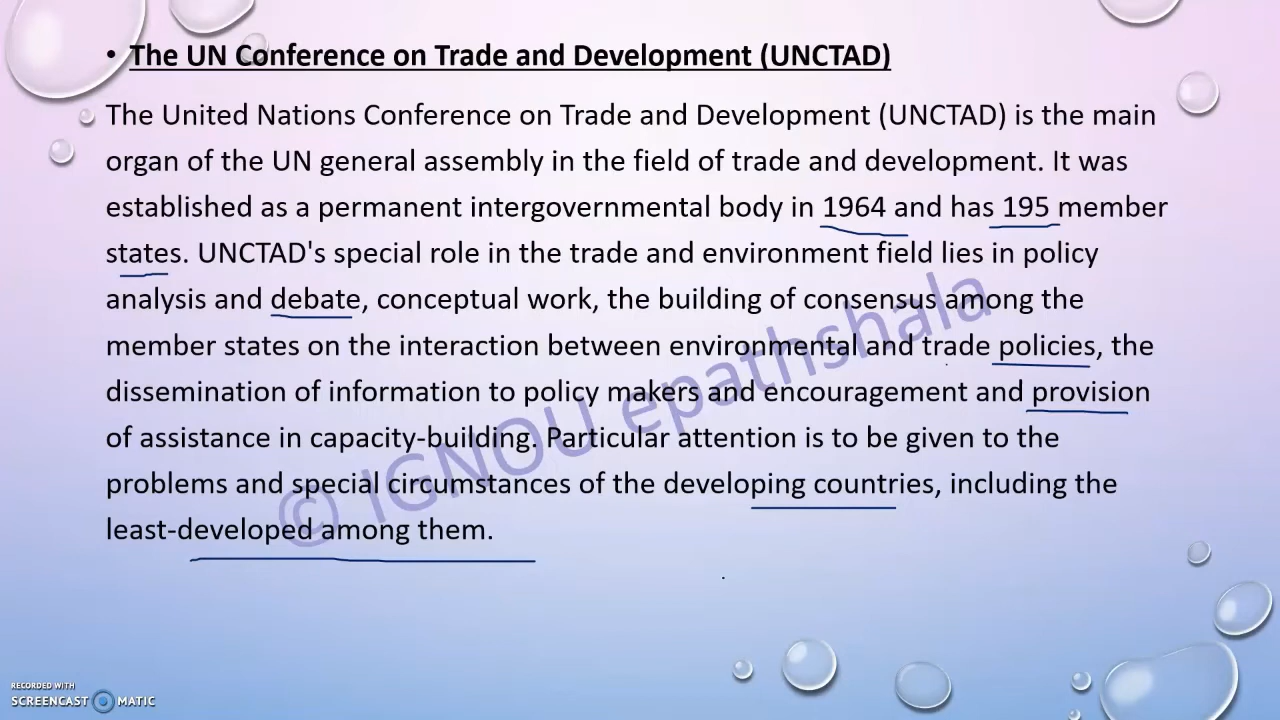 • The UN Conference on Trade and Development (UNCTAD)
The United Nations Conference on Trade and Development (UNCTAD) is the main
organ of the UN general assembly in the field of trade and development. It was
established as a permanent intergovernmental body in 1964 and has 195 member
states. UNCTAD's special role in the trade and environment field lies in policy
analysis and debate, conceptual work, the building of consensus among the
member states on the interaction between environmental and trade policies, the
dissemination of information to policy makers and encouragement and provision
of assistance in capacity-building. Particular attention is to be given to the
problems and special circumstances of the developing countries, including the
least-developed among them.
© IGNOU epathshala
RECORDED WITH
SCREENCAST MATIC